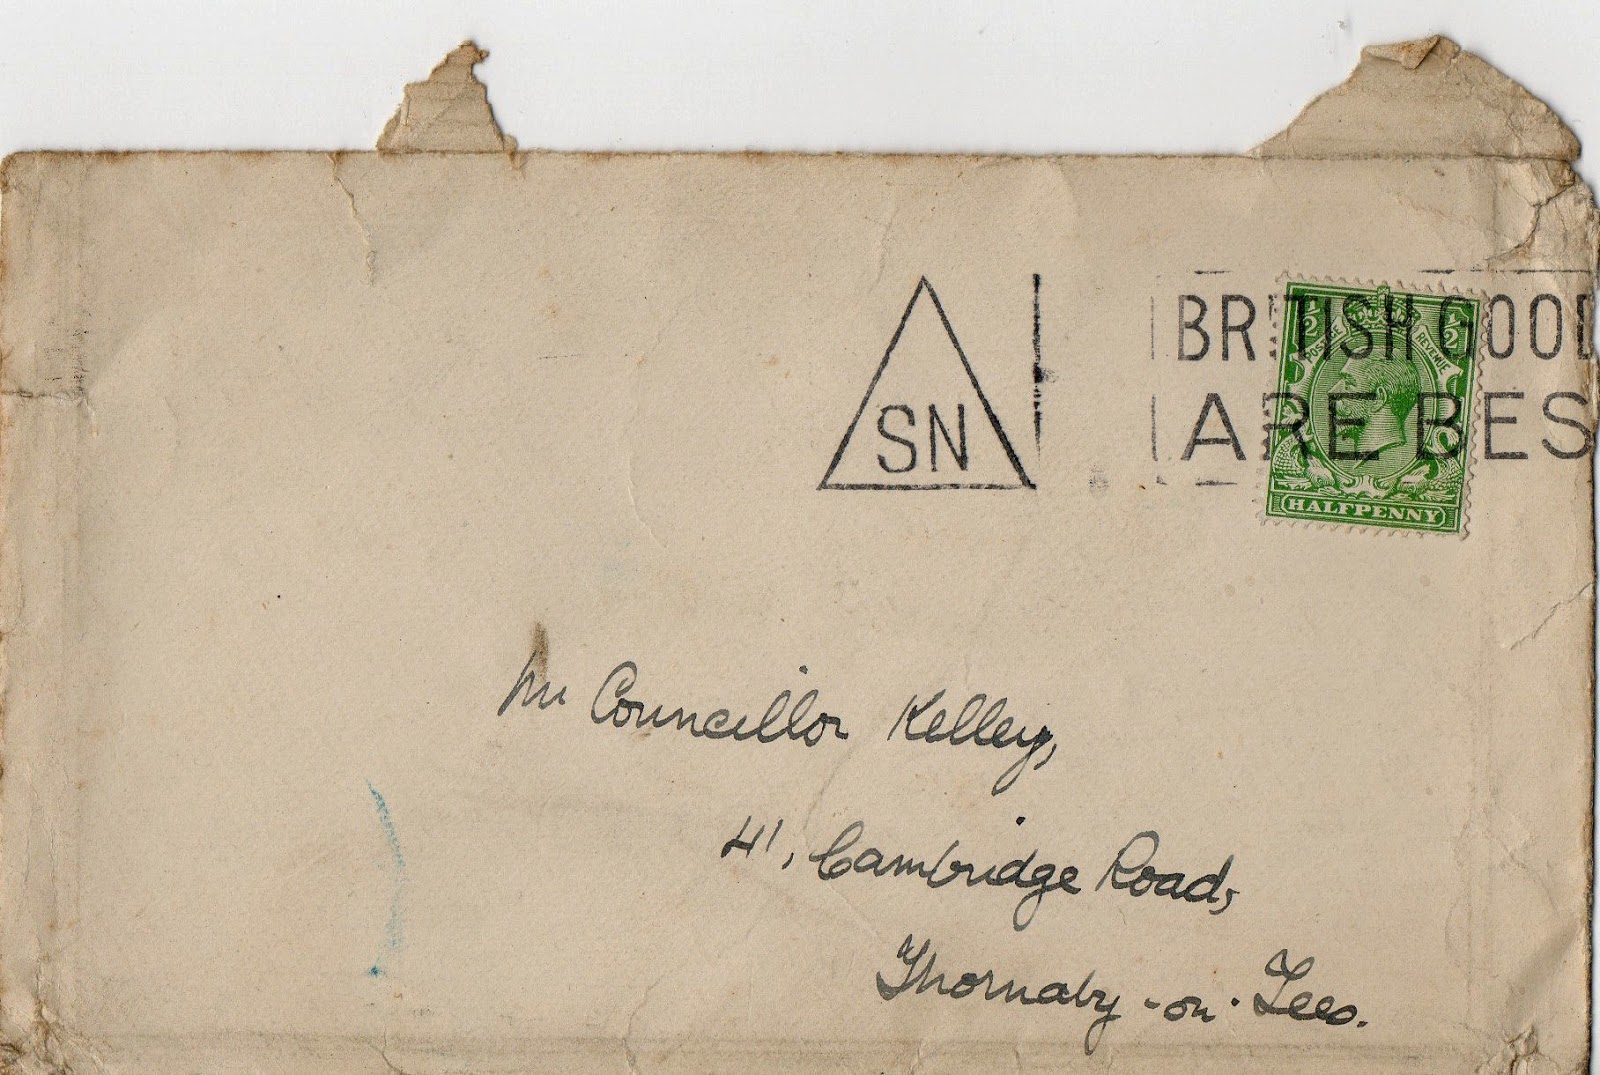 SN
BRITISH GOOD
ARE BES
½ ½
POSTAGE REVENUE
HALFPENNY
Mr Councillor Kelley,
41, Cambridge Road,
Thornaby-on-Tees.